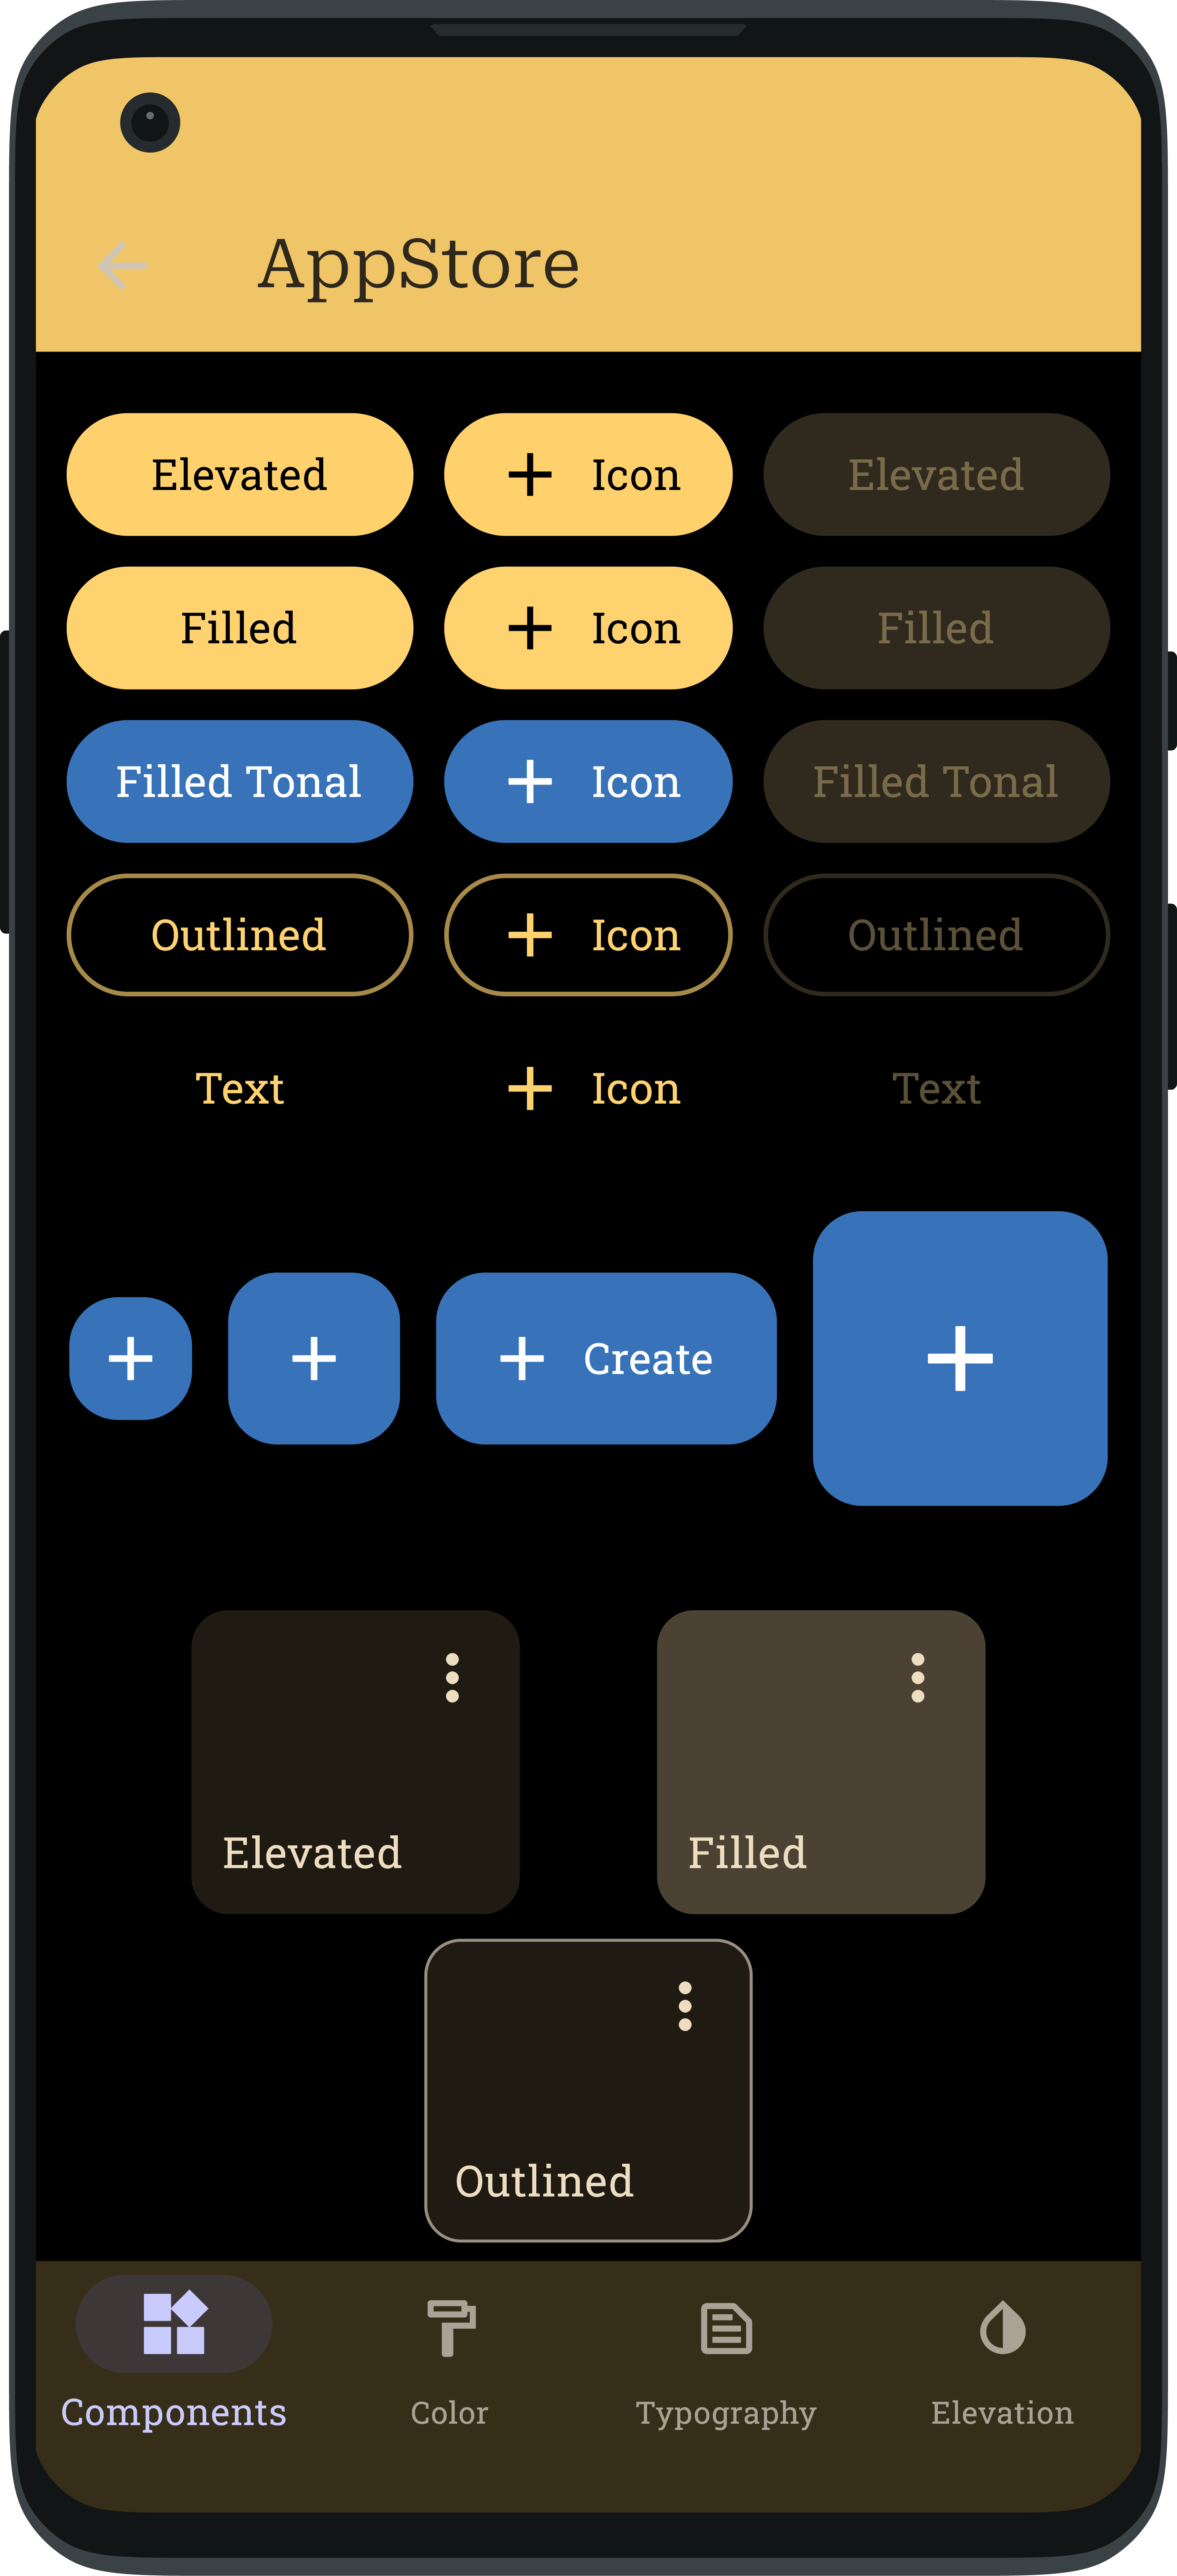 AppStore
Elevated Icon Elevated
Filled Icon Filled
Filled Tonal Icon Filled Tonal
Outlined Icon Outlined
Text Icon Text
Create
Elevated Filled
Outlined
Components Color Typography Elevation